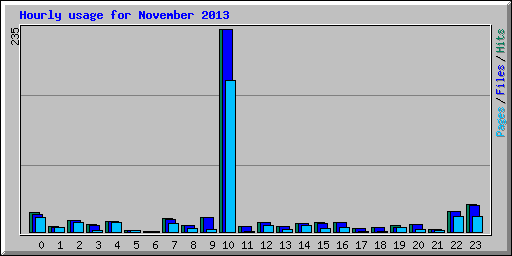 Hourly usage for November 2013
235
Pages/Files/Hits
0 1 2 3 4 5 6 7 8 9 10 11 12 13 14 15 16 17 18 19 20 21 22 23